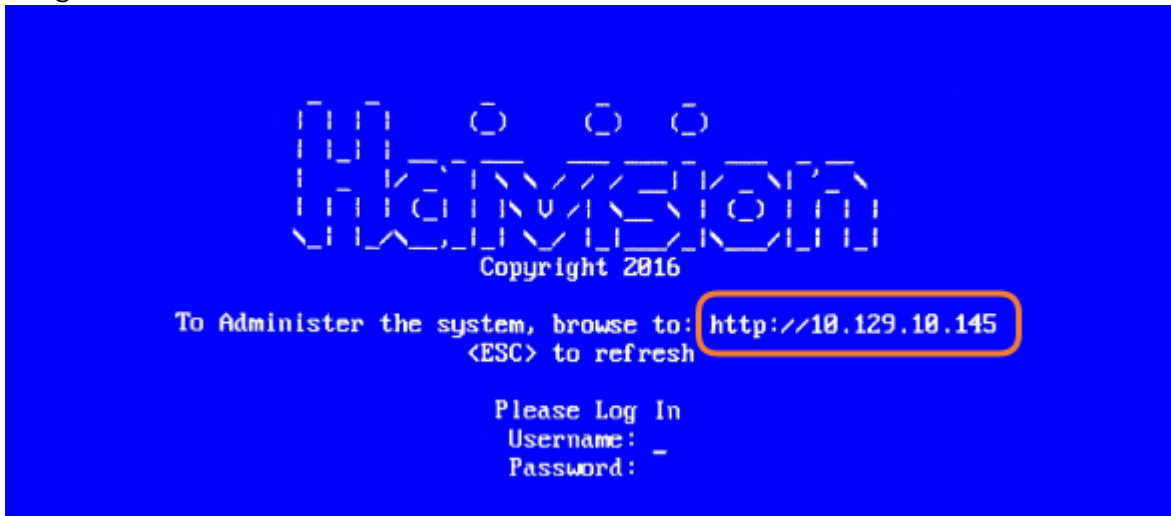 Haivision
Copyright 2016
To Administer the system, browse to: http://10.129.10.145
<ESC> to refresh
Please Log In
Username: _
Password: